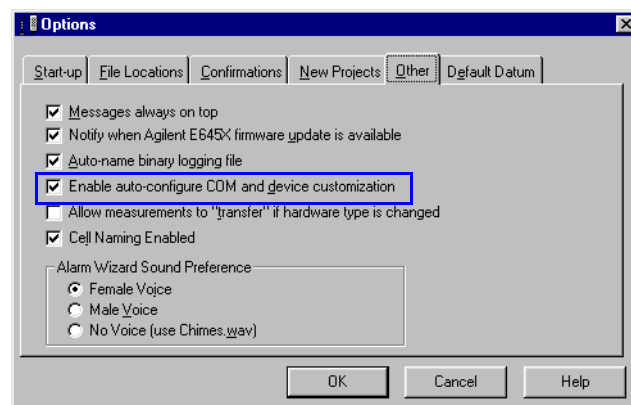 Options
Start-up File Locations Confirmations New Projects Other Default Datum
Messages always on top
Notify when Agilent E645X firmware update is available
Auto-name binary logging file
Enable auto-configure COM and device customization
Allow measurements to "transfer" if hardware type is changed
Cell Naming Enabled
Alarm Wizard Sound Preference
Female Voice
Male Voice
No Voice (use Chimes.wav)
OK Cancel Help